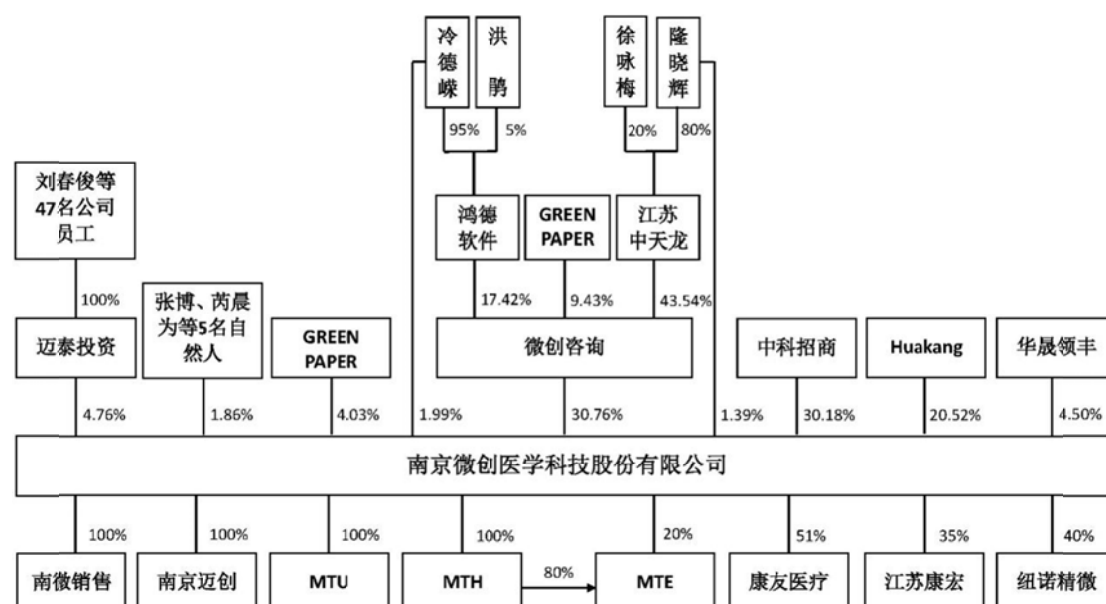 冷德嵘
洪鹃
徐咏梅
隆晓辉
95%
5%
20%
80%
刘春俊等
47名公司
员工
鸿德
软件
GREEN
PAPER
江苏
中天龙
100%
17.42%
9.43%
43.54%
迈泰投资
张博、芮晨
为等5名自
然人
GREEN
PAPER
微创咨询
中科招商
Huakang
华晟领丰
4.76%
1.86%
4.03%
1.99%
30.76%
1.39%
30.18%
20.52%
4.50%
南京微创医学科技股份有限公司
100%
100%
100%
100%
20%
51%
35%
40%
南微销售
南京迈创
MTU
MTH
80%
MTE
康友医疗
江苏康宏
纽诺精微